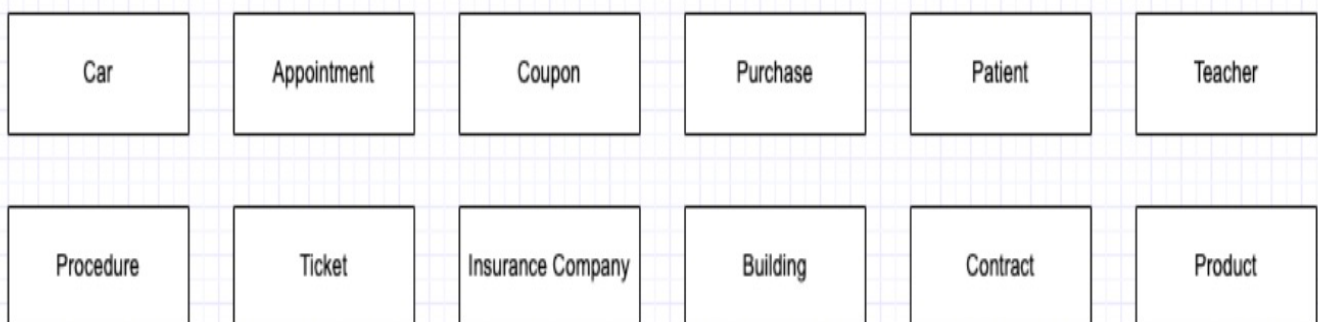 Car
Appointment
Coupon
Purchase
Patient
Teacher
Procedure
Ticket
Insurance Company
Building
Contract
Product